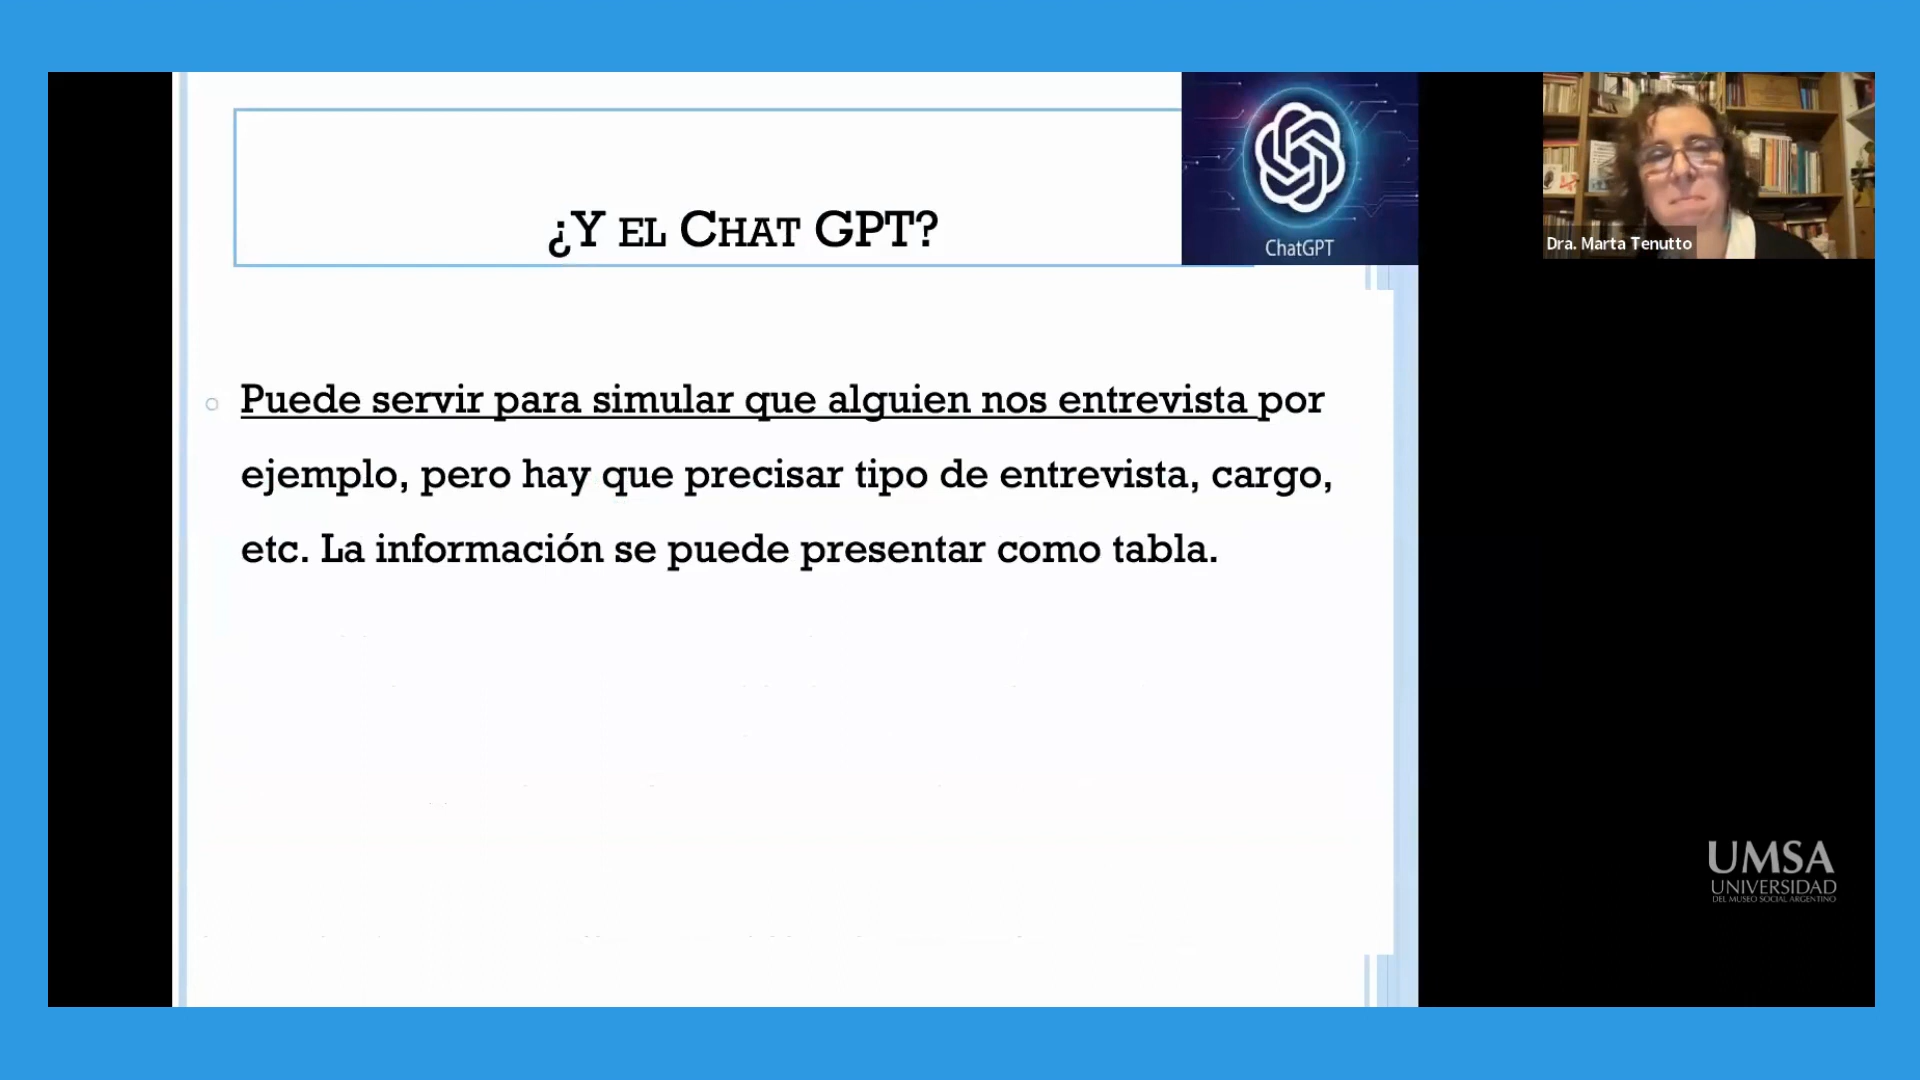 ¿Y EL CHAT GPT?
ChatGPT
Dra. Marta Tenutto
Puede servir para simular que alguien nos entrevista por
ejemplo, pero hay que precisar tipo de entrevista, cargo,
etc. La información se puede presentar como tabla.
UMSA
UNIVERSIDAD
DEL MUSEO SOCIAL ARGENTINO